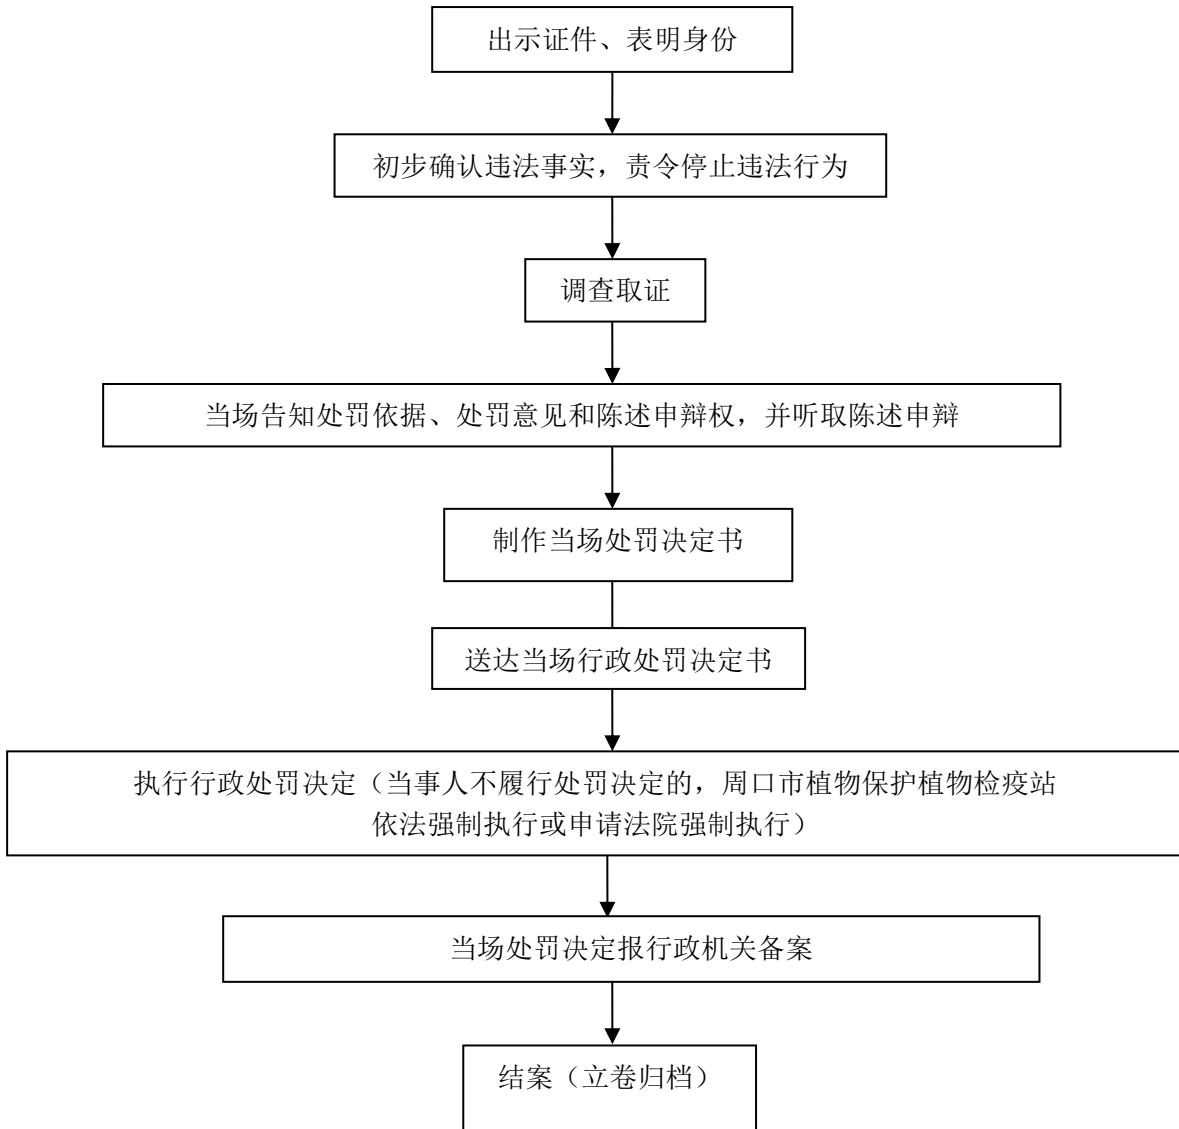 出示证件、表明身份
初步确认违法事实，责令停止违法行为
调查取证
当场告知处罚依据、处罚意见和陈述申辩权，并听取陈述申辩
制作当场处罚决定书
送达当场行政处罚决定书
执行行政处罚决定（当事人不履行处罚决定的，周口市植物保护植物检疫站
依法强制执行或申请法院强制执行）
当场处罚决定报行政机关备案
结案（立卷归档）